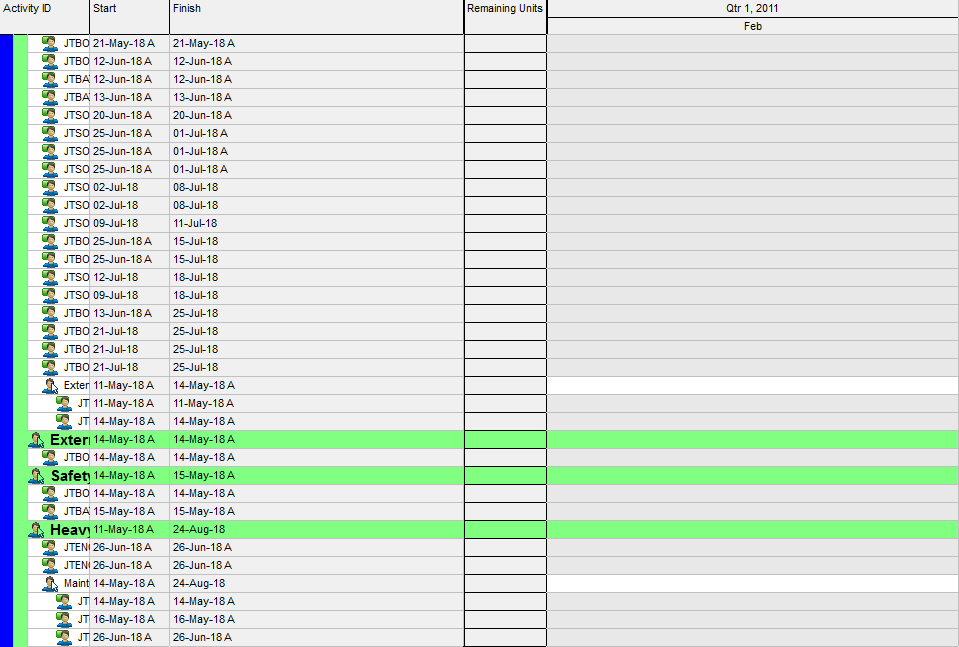 Activity ID Start Finish Remaining Units Qtr 1, 2011
Feb
JTBO 21-May-18 A 21-May-18 A
JTBO 12-Jun-18 A 12-Jun-18 A
JTBA 12-Jun-18 A 12-Jun-18 A
JTBA 13-Jun-18 A 13-Jun-18 A
JTSO 20-Jun-18 A 20-Jun-18 A
JTSO 25-Jun-18 A 01-Jul-18 A
JTSO 25-Jun-18 A 01-Jul-18 A
JTSO 25-Jun-18 A 01-Jul-18 A
JTSO 02-Jul-18 08-Jul-18
JTSO 02-Jul-18 08-Jul-18
JTSO 09-Jul-18 11-Jul-18
JTBO 25-Jun-18 A 15-Jul-18
JTBO 25-Jun-18 A 15-Jul-18
JTSO 12-Jul-18 18-Jul-18
JTSO 09-Jul-18 18-Jul-18
JTBO 13-Jun-18 A 25-Jul-18
JTBO 21-Jul-18 25-Jul-18
JTBO 21-Jul-18 25-Jul-18
JTBO 21-Jul-18 25-Jul-18
Exter 11-May-18 A 14-May-18 A
JT 11-May-18 A 11-May-18 A
JT 14-May-18 A 14-May-18 A
Exter 14-May-18 A 14-May-18 A
JTBO 14-May-18 A 14-May-18 A
Safety 14-May-18 A 15-May-18 A
JTBO 14-May-18 A 14-May-18 A
JTBA 15-May-18 A 15-May-18 A
Heavy 11-May-18 A 24-Aug-18
JTEN 26-Jun-18 A 26-Jun-18 A
JTEN 26-Jun-18 A 26-Jun-18 A
Maint 14-May-18 A 24-Aug-18
JT 14-May-18 A 14-May-18 A
JT 16-May-18 A 16-May-18 A
JT 26-Jun-18 A 26-Jun-18 A